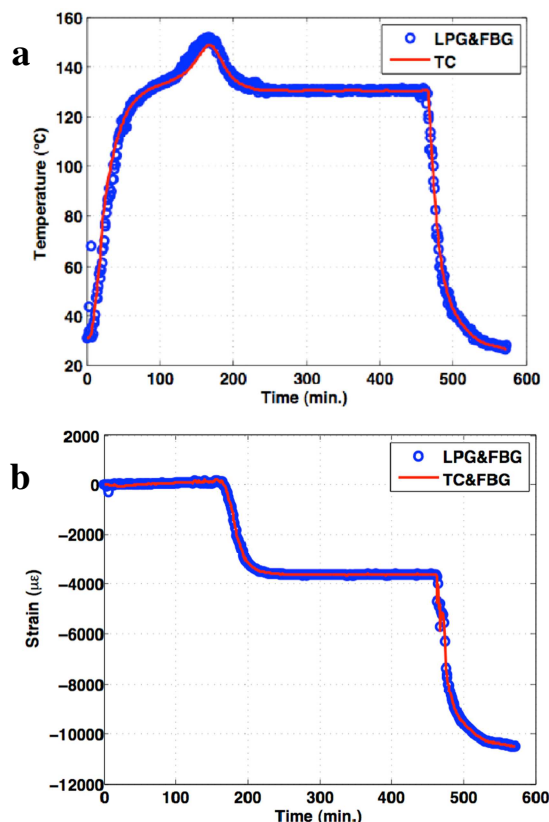 a
160
140
120
100
80
60
40
20
0 100 200 300 400 500 600
Temperature (°C)
Time (min.)
LPG&FBG
TC
b
2000
0
−2000
−4000
−6000
−8000
−10000
−12000
0 100 200 300 400 500 600
Strain (με)
Time (min.)
LPG&FBG
TC&FBG